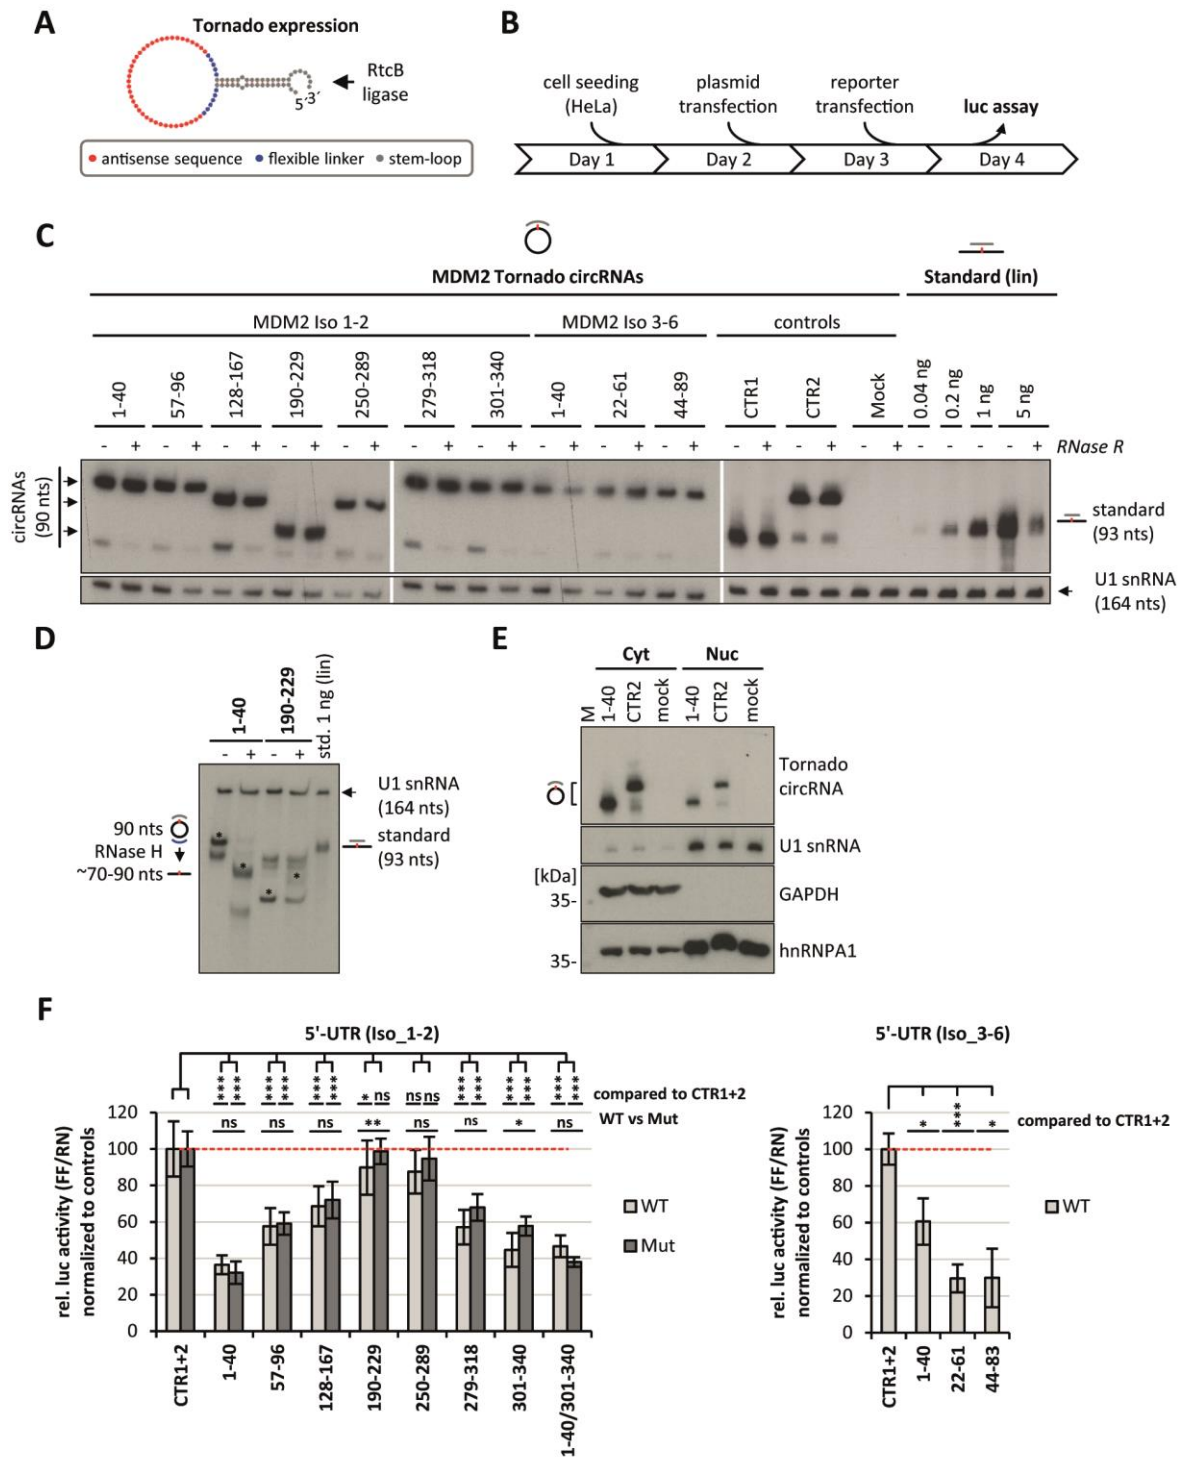 A
Tornado expression
5´3´
RtcB
ligase
antisense sequence
flexible linker
stem-loop
B
cell seeding
(HeLa)
plasmid
transfection
reporter
transfection
luc assay
Day 1
Day 2
Day 3
Day 4
C
MDM2 Tornado circRNAs
Standard (lin)
MDM2 Iso 1-2
MDM2 Iso 3-6
controls
1-40
57-96
128-167
190-229
250-289
279-318
301-340
1-40
22-61
44-89
CTR1
CTR2
Mock
0.04 ng
0.2 ng
1 ng
5 ng
- + - + - + - + - + - + - + - + - + - + - + - + - + - + RNase R
circRNAs
(90 nts)
standard
(93 nts)
U1 snRNA
(164 nts)
D
1-40
190-229
std. 1 ng (lin)
- + - +
U1 snRNA
(164 nts)
90 nts
RNase H
~70-90 nts
standard
(93 nts)
* * * *
E
Cyt
Nuc
M
1-40
CTR2
mock
1-40
CTR2
mock
Tornado
circRNA
U1 snRNA
[kDa]
35-
GAPDH
35-
hnRNPA1
F
5'-UTR (Iso_1-2)
*** *** *** *** *** *** * ns ns ns *** *** *** *** *** ***
compared to CTR1+2
ns ns ns ** ns ns * ns
WT vs Mut
rel. luc activity (FF/RN)
normalized to controls
120
100
80
60
40
20
0
WT
Mut
CTR1+2
1-40
57-96
128-167
190-229
250-289
279-318
301-340
1-40/301-340
5'-UTR (Iso_3-6)
* *** *
compared to CTR1+2
rel. luc activity (FF/RN)
normalized to controls
120
100
80
60
40
20
0
WT
CTR1+2
1-40
22-61
44-83